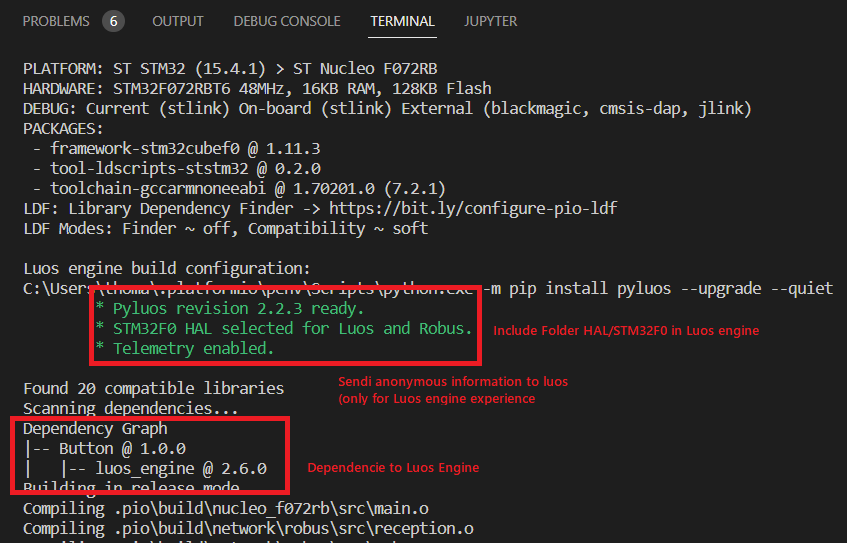 PROBLEMS 6 OUTPUT DEBUG CONSOLE TERMINAL JUPYTER
PLATFORM: ST STM32 (15.4.1) > ST Nucleo F072RB
HARDWARE: STM32F072RBT6 48MHz, 16KB RAM, 128KB Flash
DEBUG: Current (stlink) On-board (stlink) External (blackmagic, cmsis-dap, jlink)
PACKAGES:
- framework-stm32cubef0 @ 1.11.3
- tool-ldscripts-ststm32 @ 0.2.0
- toolchain-gccarmnoneeabi @ 1.70201.0 (7.2.1)
LDF: Library Dependency Finder -> https://bit.ly/configure-pio-ldf
LDF Modes: Finder ~ off, Compatibility ~ soft
Luos engine build configuration:
C:\Users\thoma\.platformio\penv\Scripts\python.exe -m pip install pyluos --upgrade --quiet
* Pyluos revision 2.2.3 ready.
* STM32F0 HAL selected for Luos and Robus.
Include Folder HAL/STM32F0 in Luos engine
* Telemetry enabled.
Sendi anonymous information to luos
(only for Luos engine experience
Found 20 compatible libraries
Scanning dependencies...
Dependency Graph
|-- Button @ 1.0.0
|   |-- luos_engine @ 2.6.0
Dependencie to Luos Engine
Building in release mode
Compiling .pio\build\nucleo_f072rb\src\main.o
Compiling .pio\build\network\robus\src\reception.o